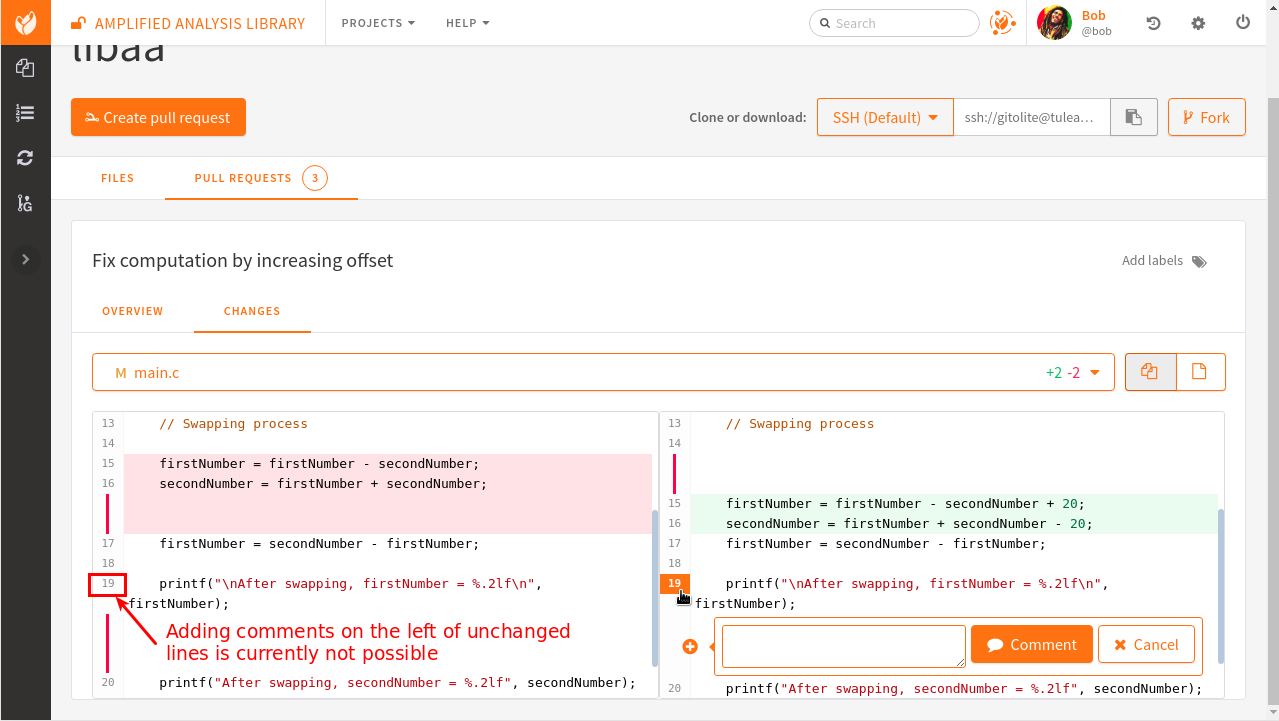 AMPLIFIED ANALYSIS LIBRARY
PROJECTS
HELP
Search
Bob
@bob
libaa
Create pull request
Clone or download:
SSH (Default)
ssh://gitolite@tulea…
Fork
FILES
PULL REQUESTS 3
Fix computation by increasing offset
Add labels
OVERVIEW
CHANGES
M main.c
+2 -2
13 // Swapping process
14
15 firstNumber = firstNumber - secondNumber;
16 secondNumber = firstNumber + secondNumber;
17 firstNumber = secondNumber - firstNumber;
18
19 printf("\nAfter swapping, firstNumber = %.2lf\n",
firstNumber);
Adding comments on the left of unchanged
lines is currently not possible
20 printf("After swapping, secondNumber = %.2lf", secondNumber);
13 // Swapping process
14
15 firstNumber = firstNumber - secondNumber + 20;
16 secondNumber = firstNumber + secondNumber - 20;
17 firstNumber = secondNumber - firstNumber;
18
19 printf("\nAfter swapping, firstNumber = %.2lf\n",
firstNumber);
Comment
Cancel
20 printf("After swapping, secondNumber = %.2lf", secondNumber);